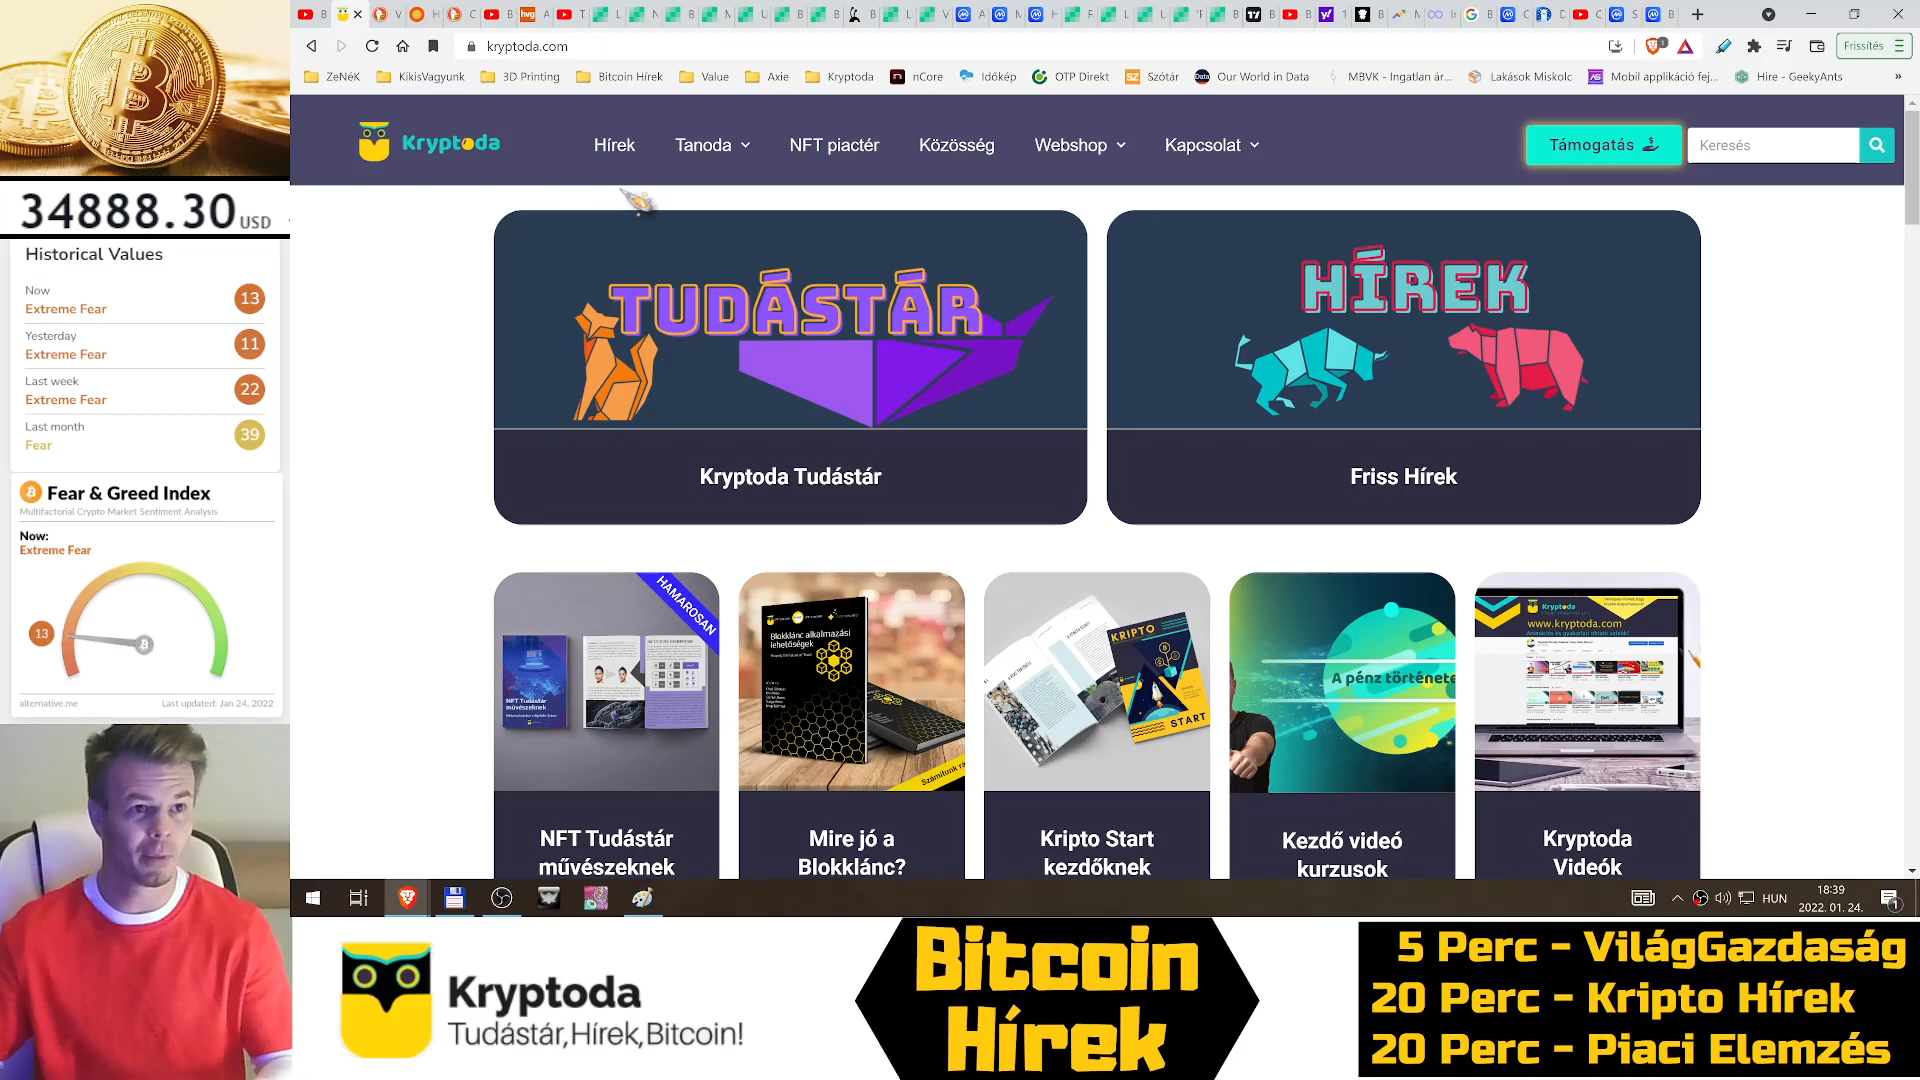 kryptoda.com
Frissítés
ZeNéK
KikisVagyunk
3D Printing
Bitcoin Hírek
Value
Axie
Kryptoda
nCore
Időkép
OTP Direkt
Szótár
Our World in Data
MBVK - Ingatlan ár...
Lakások Miskolc
Mobil applikáció fej...
Hire - GeekyAnts
»
Kryptoda
Hírek
Tanoda
NFT piactér
Közösség
Webshop
Kapcsolat
Támogatás
Keresés
34888.30 USD
Historical Values
Now
Extreme Fear
13
Yesterday
Extreme Fear
11
Last week
Extreme Fear
22
Last month
Fear
39
Fear & Greed Index
Multifactorial Crypto Market Sentiment Analysis
Now:
Extreme Fear
13
alternative.me
Last updated: Jan 24, 2022
TUDÁSTÁR
Kryptoda Tudástár
HÍREK
Friss Hírek
HAMAROSAN
NFT Tudástár
művészeknek
NFT Tudástár
művészeknek
Blokklánc alkalmazási
lehetőségek
Mire jó a
Blokklánc?
KRIPTO
START
Kripto Start
kezdőknek
A pénz története
Kezdő videó
kurzusok
Kryptoda
www.kryptoda.com
Kryptoda
Videók
HUN
18:39
2022. 01. 24.
1
Kryptoda
Tudástár,Hírek,Bitcoin!
Bitcoin
Hírek
5 Perc - VilágGazdaság
20 Perc - Kripto Hírek
20 Perc - Piaci Elemzés